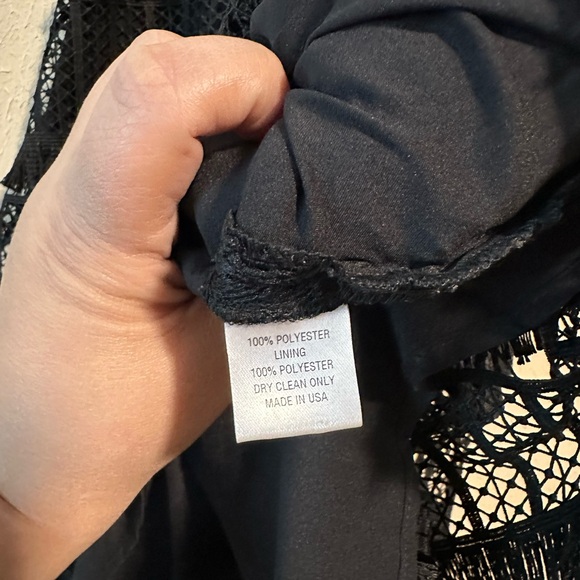 100% POLYESTER
LINING
100% POLYESTER
DRY CLEAN ONLY
MADE IN USA